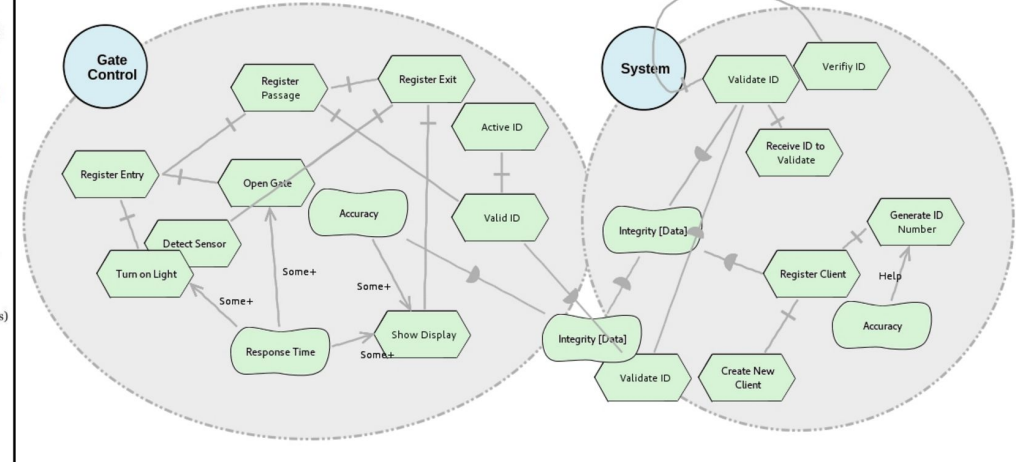 s)
Gate
Control
Register
Passage
Register Exit
Active ID
Register Entry
Open Gate
Accuracy
Valid ID
Detect Sensor
Turn on Light
Some+
Some+
Some+
Response Time
Show Display
System
Validate ID
Verifiy ID
Receive ID to
Validate
Integrity [Data]
Generate ID
Number
Register Client
Help
Accuracy
Integrity [Data]
Validate ID
Create New
Client